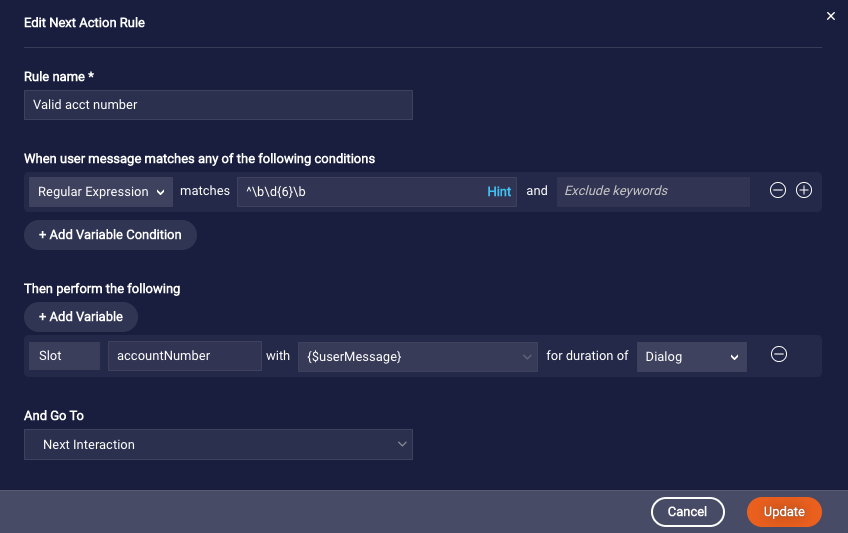 Edit Next Action Rule
×
Rule name *
Valid acct number
When user message matches any of the following conditions
Regular Expression matches ^\b\d{6}\b Hint and Exclude keywords
+ Add Variable Condition
Then perform the following
+ Add Variable
Slot accountNumber with {$userMessage} for duration of Dialog
And Go To
Next Interaction
Cancel Update